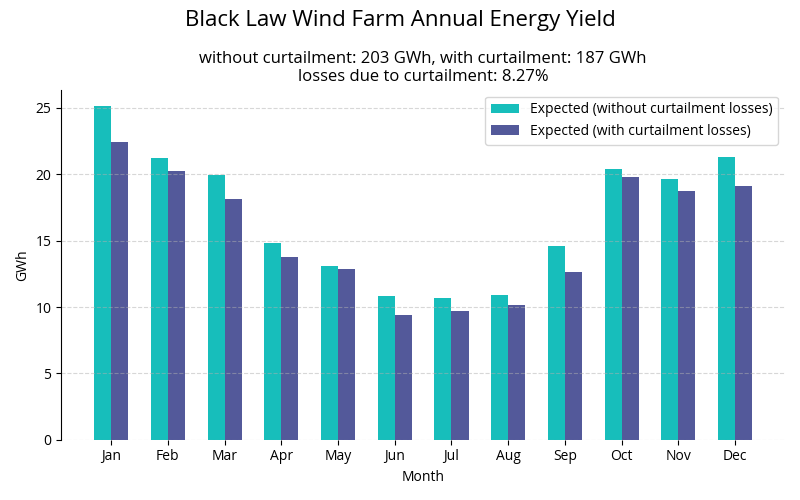 Black Law Wind Farm Annual Energy Yield
without curtailment: 203 GWh, with curtailment: 187 GWh
losses due to curtailment: 8.27%
Expected (without curtailment losses)
Expected (with curtailment losses)
GWh
25
20
15
10
5
0
Jan Feb Mar Apr May Jun Jul Aug Sep Oct Nov Dec
Month